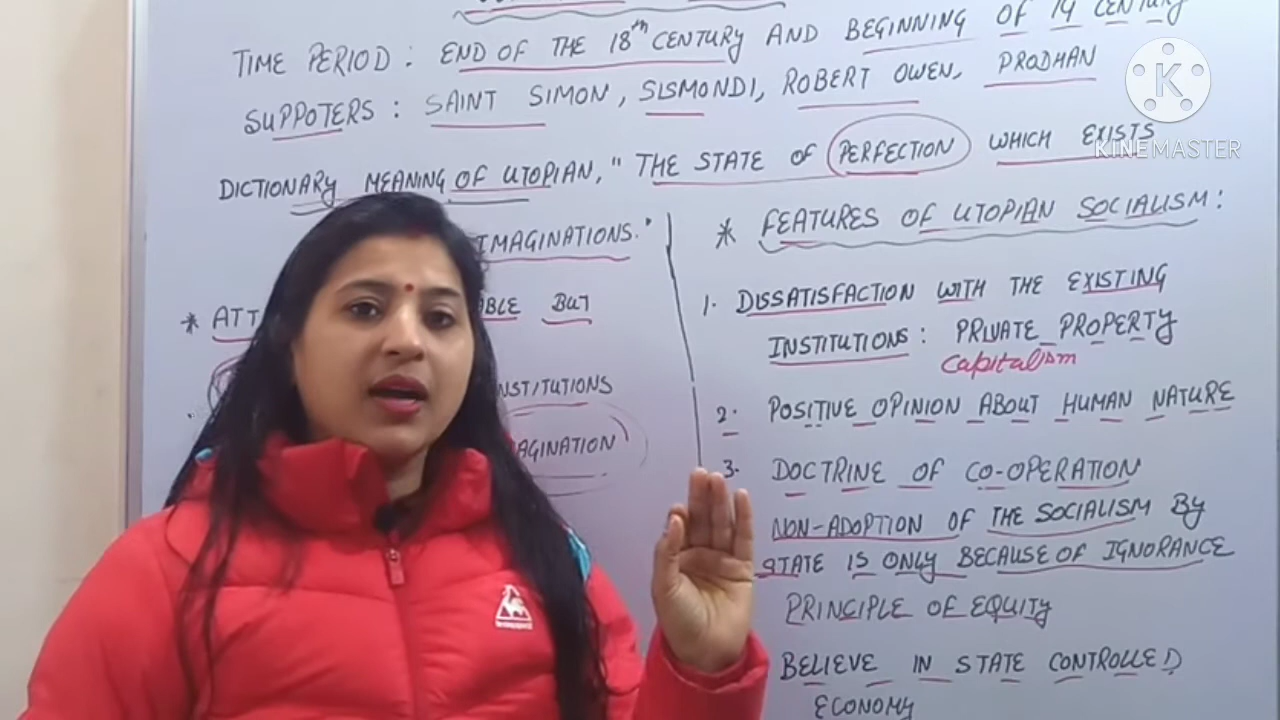 TIME PERIOD : END OF THE 18th CENTURY AND BEGINNING OF 19 CENTURY
SUPPOTERS : SAINT SIMON, SISMONDI, ROBERT OWEN, PRODHAN
DICTIONARY MEANING OF UTOPIAN, " THE STATE OF PERFECTION WHICH EXISTS
IMAGINATIONS."
* ATT ABLE BUT
NSTITUTIONS
AGINATION
* FEATURES OF UTOPIAN SOCIALISM :
1. DISSATISFACTION WITH THE EXISTING
INSTITUTIONS : PRIVATE PROPERTY
Capitalism
2. POSITIVE OPINION ABOUT HUMAN NATURE
3. DOCTRINE OF CO-OPERATION
NON-ADOPTION OF THE SOCIALISM BY
STATE IS ONLY BECAUSE OF IGNORANCE
PRINCIPLE OF EQUITY
BELIEVE IN STATE CONTROLLED
ECONOMY
K
KINEMASTER